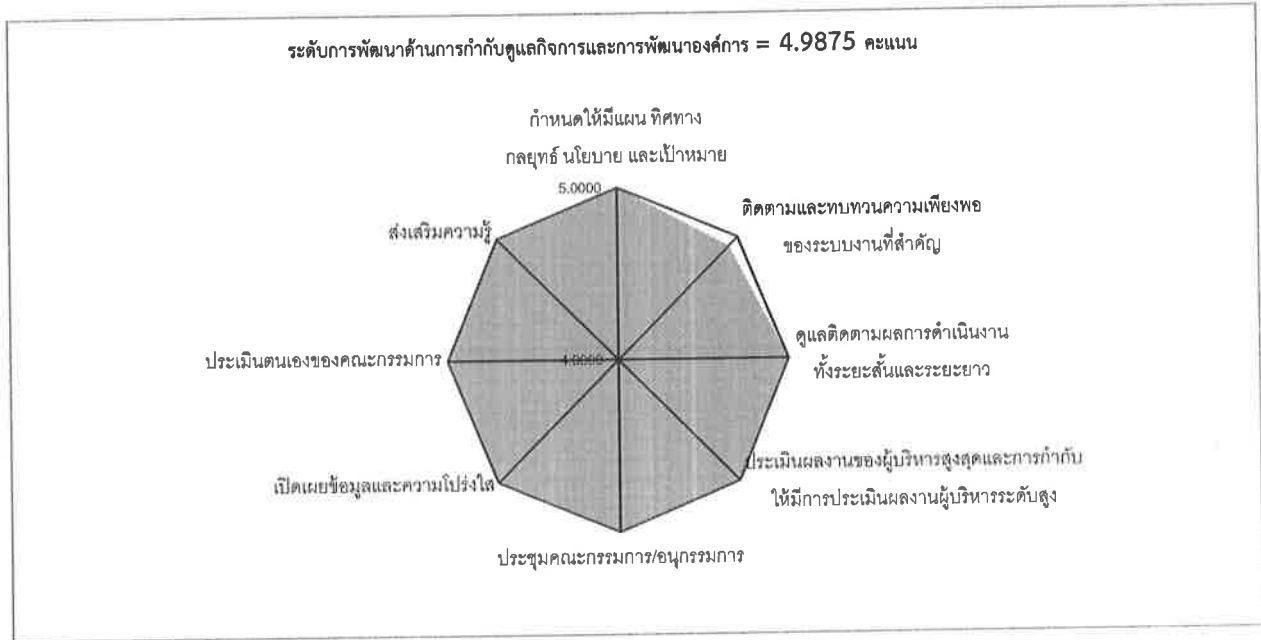 ระดับการพัฒนาด้านการกำกับดูแลกิจการและการพัฒนาองค์การ = 4.9875 คะแนน
กำหนดให้มีแผน ทิศทาง
กลยุทธ์ นโยบาย และเป้าหมาย
5.0000
ติดตามและทบทวนความเพียงพอ
ของระบบงานที่สำคัญ
ส่งเสริมความรู้
ดูแลติดตามผลการดำเนินงาน
ทั้งระยะสั้นและระยะยาว
ประเมินตนเองของคณะกรรมการ
4.0000
ประเมินผลงานของผู้บริหารสูงสุดและการกำกับ
ให้มีการประเมินผลงานผู้บริหารระดับสูง
เปิดเผยข้อมูลและความโปร่งใส
ประชุมคณะกรรมการ/อนุกรรมการ